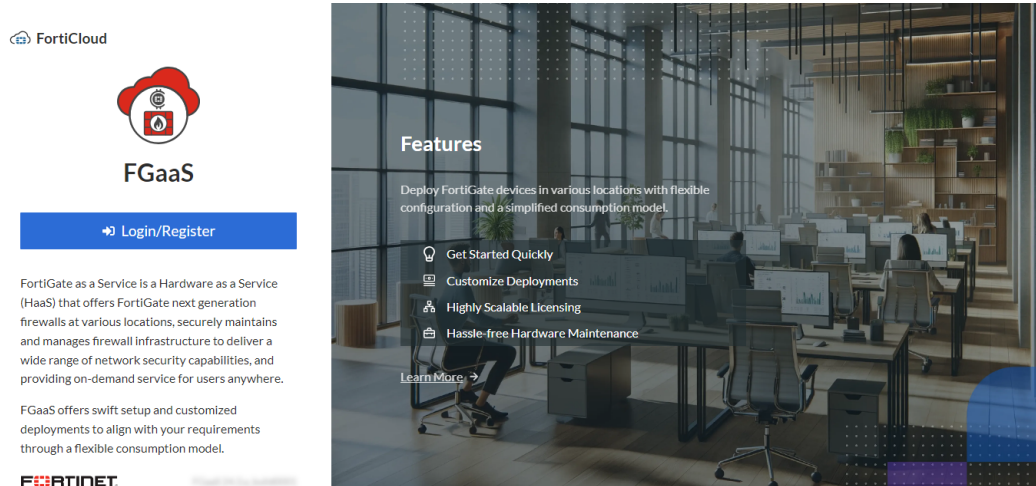 FortiCloud
FGaaS
Login/Register
FortiGate as a Service is a Hardware as a Service
(HaaS) that offers FortiGate next generation
firewalls at various locations, securely maintains
and manages firewall infrastructure to deliver a
wide range of network security capabilities, and
providing on-demand service for users anywhere.
FGaaS offers swift setup and customized
deployments to align with your requirements
through a flexible consumption model.
FORTINET
Features
Deploy FortiGate devices in various locations with flexible
configuration and a simplified consumption model.
Get Started Quickly
Customize Deployments
Highly Scalable Licensing
Hassle-free Hardware Maintenance
Learn More →